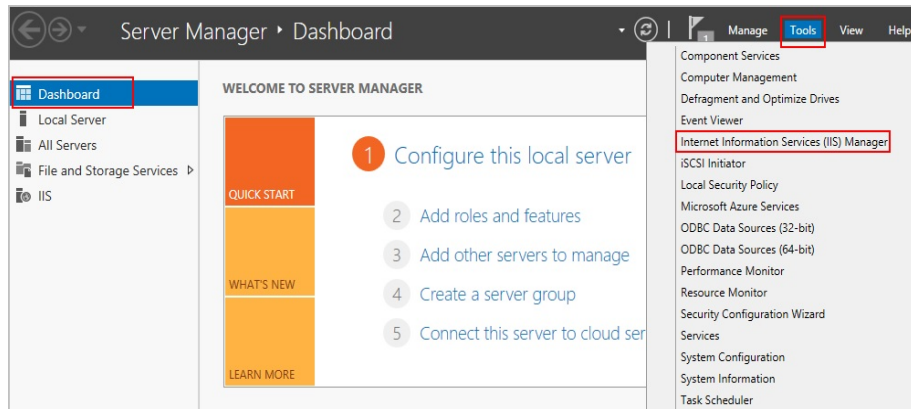 Server Manager ‣ Dashboard
1
Manage
Tools
View
Help
Dashboard
Local Server
All Servers
File and Storage Services
IIS
WELCOME TO SERVER MANAGER
QUICK START
WHAT'S NEW
LEARN MORE
1 Configure this local server
2 Add roles and features
3 Add other servers to manage
4 Create a server group
5 Connect this server to cloud ser
Component Services
Computer Management
Defragment and Optimize Drives
Event Viewer
Internet Information Services (IIS) Manager
iSCSI Initiator
Local Security Policy
Microsoft Azure Services
ODBC Data Sources (32-bit)
ODBC Data Sources (64-bit)
Performance Monitor
Resource Monitor
Security Configuration Wizard
Services
System Configuration
System Information
Task Scheduler